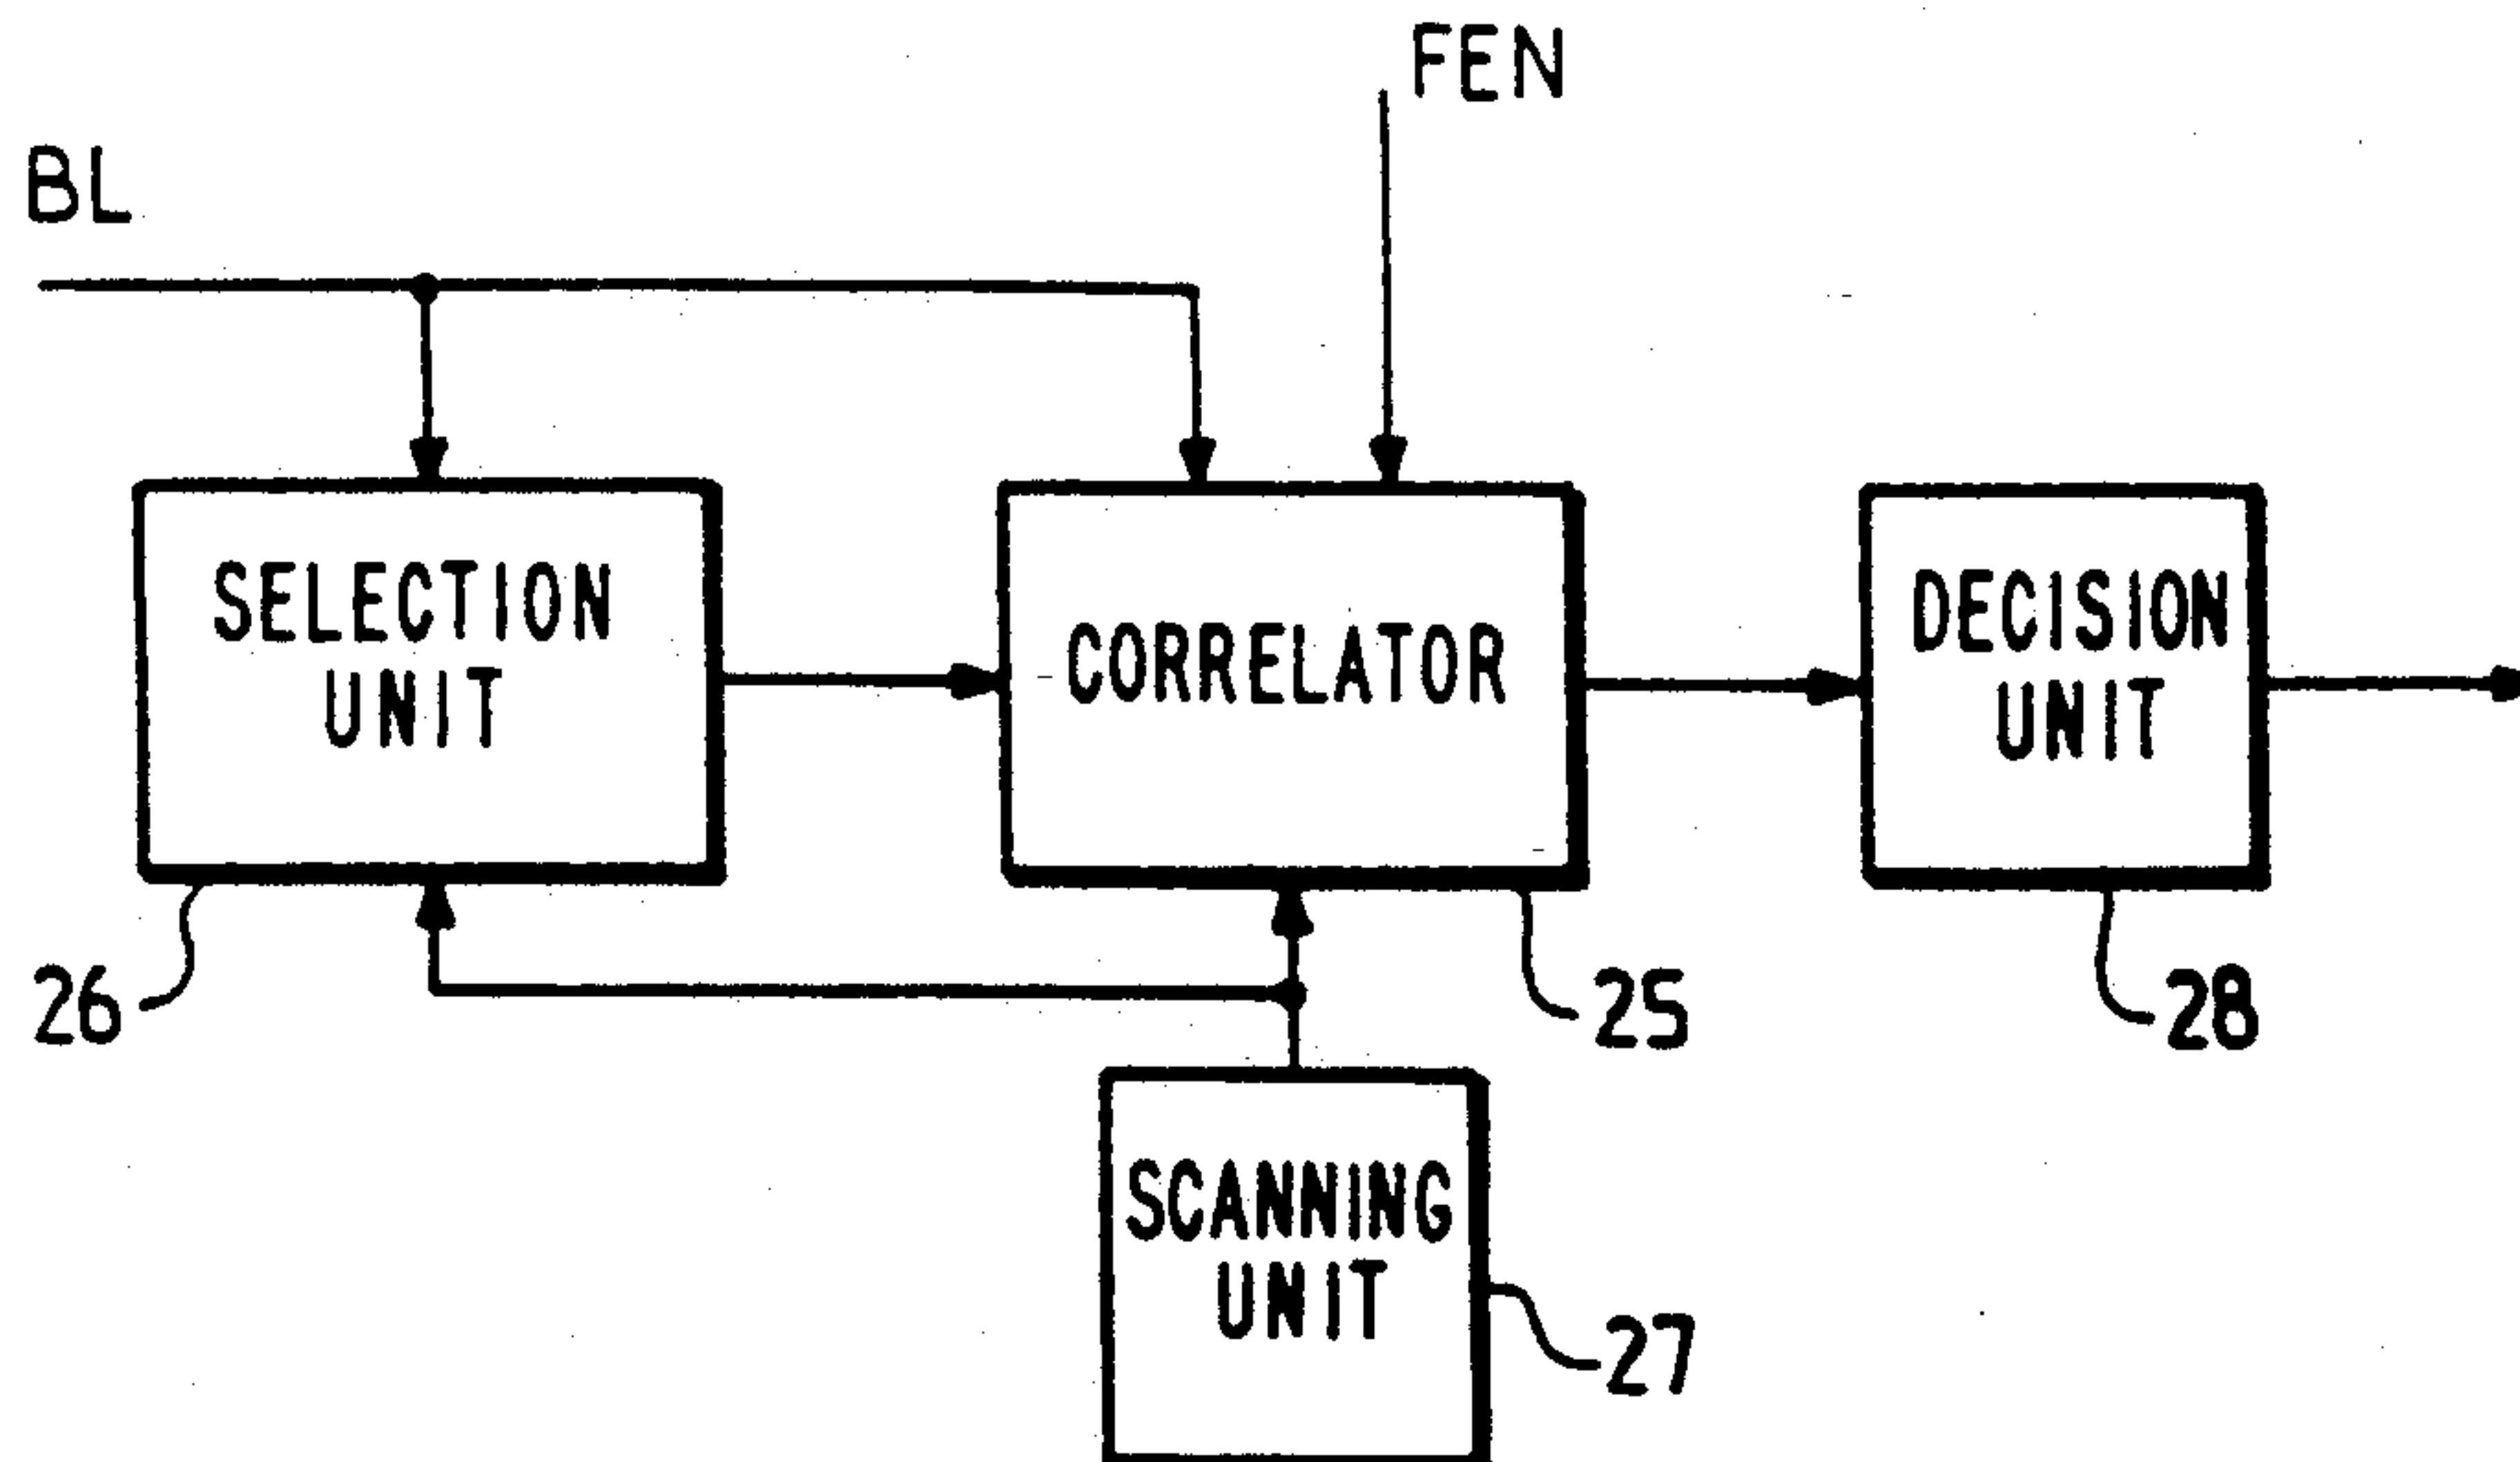 FEN
BL
SELECTION
UNIT
CORRELATOR
DECISION
UNIT
26
25
28
SCANNING
UNIT
27